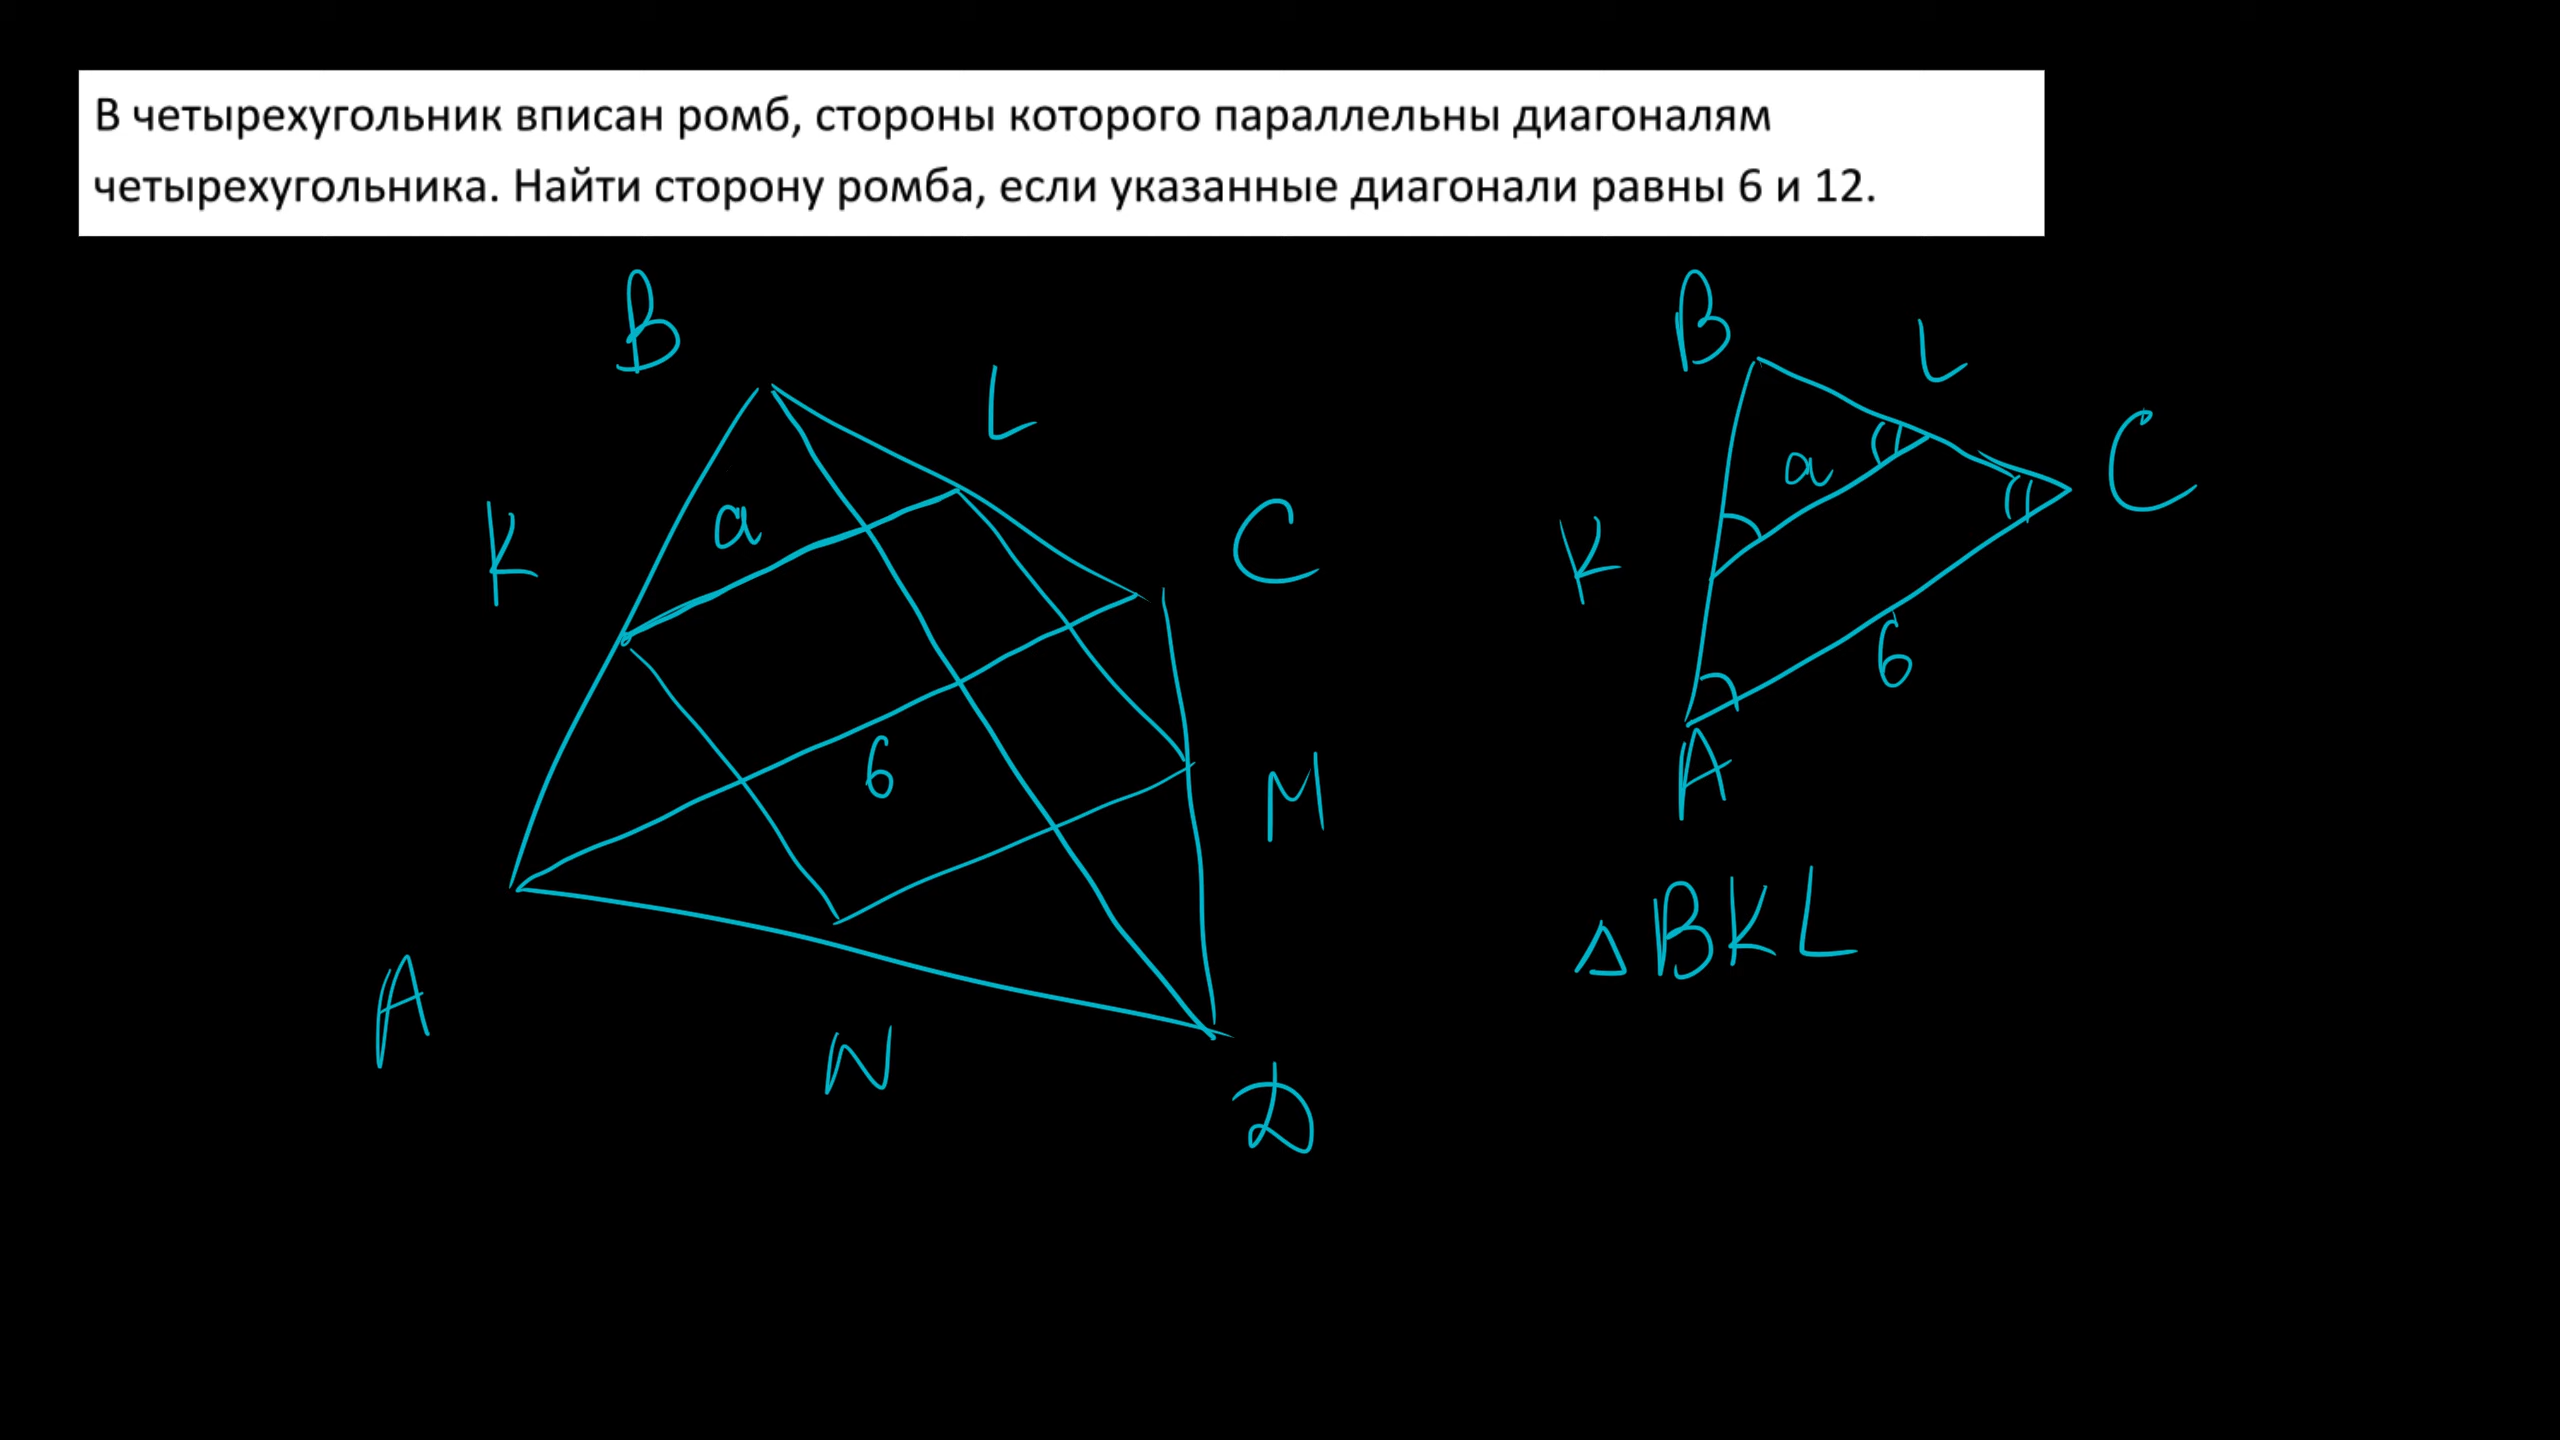 В четырехугольник вписан ромб, стороны которого параллельны диагоналям
четырехугольника. Найти сторону ромба, если указанные диагонали равны 6 и 12.
B
L
K
a
C
6
M
A
N
D
B
L
a
C
K
6
A
△BKL